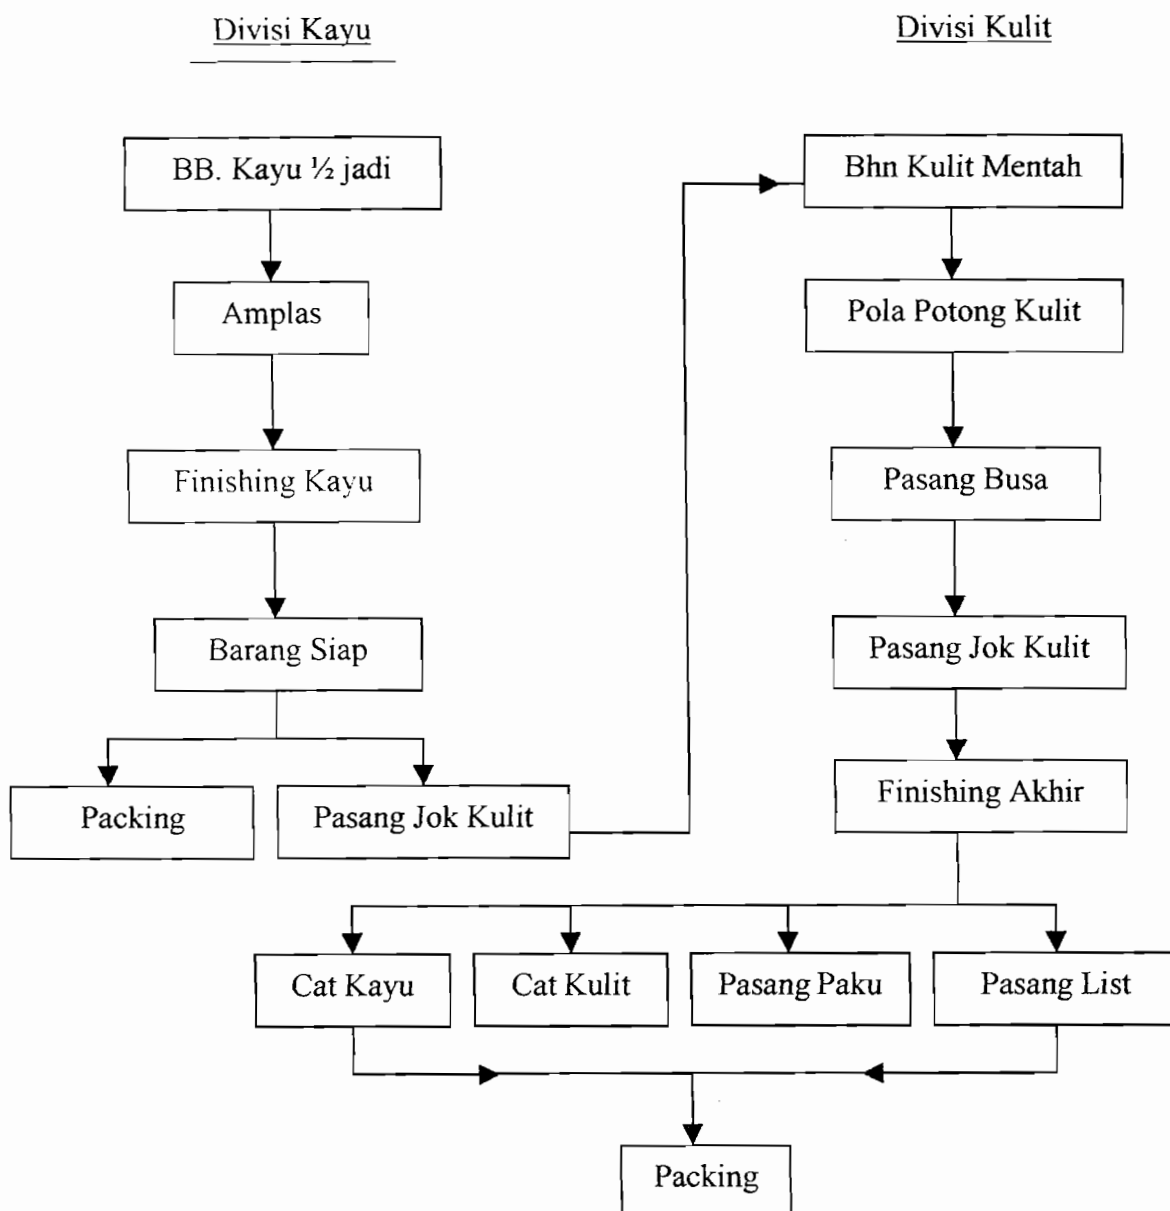 Divisi Kayu
Divisi Kulit
BB. Kayu ½ jadi
Amplas
Finishing Kayu
Barang Siap
Packing
Pasang Jok Kulit
Bhn Kulit Mentah
Pola Potong Kulit
Pasang Busa
Pasang Jok Kulit
Finishing Akhir
Cat Kayu
Cat Kulit
Pasang Paku
Pasang List
Packing